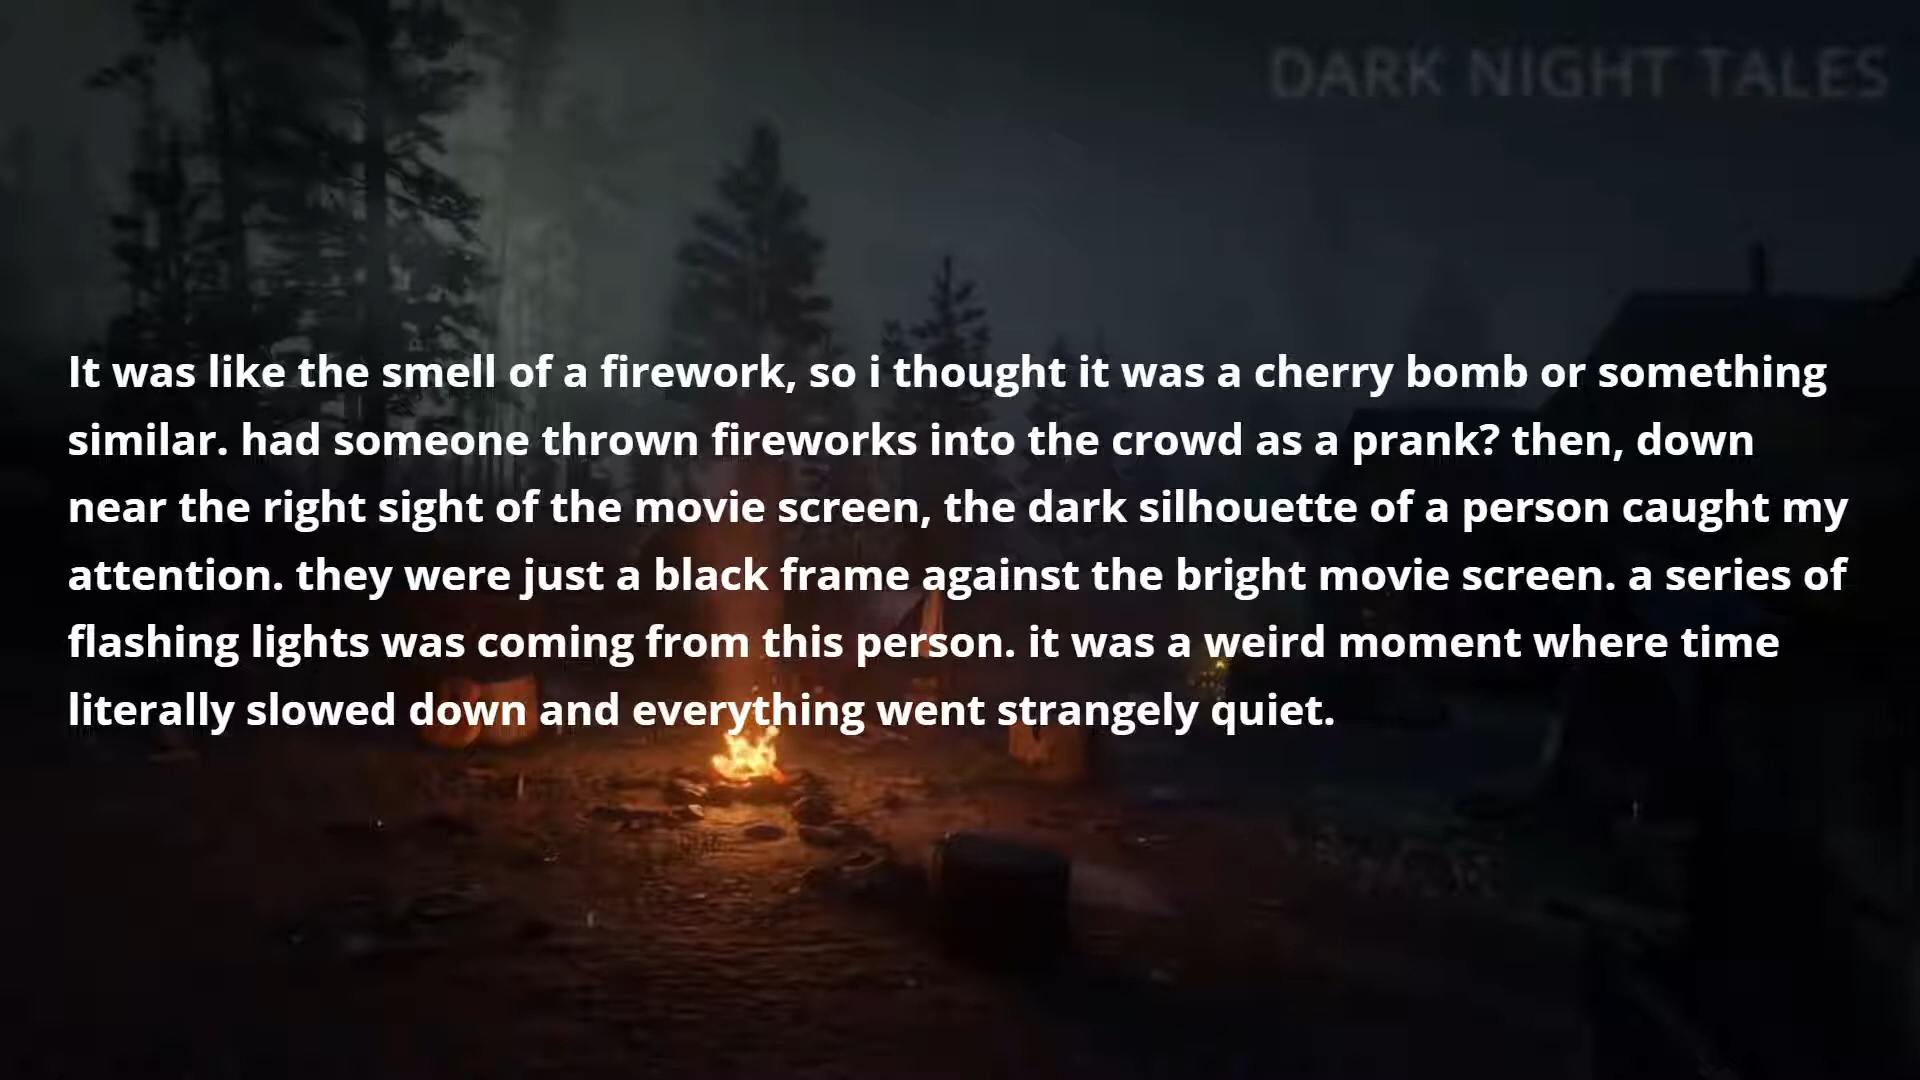 DARK NIGHT TALES
It was like the smell of a firework, so i thought it was a cherry bomb or something
similar. had someone thrown fireworks into the crowd as a prank? then, down
near the right sight of the movie screen, the dark silhouette of a person caught my
attention. they were just a black frame against the bright movie screen. a series of
flashing lights was coming from this person. it was a weird moment where time
literally slowed down and everything went strangely quiet.